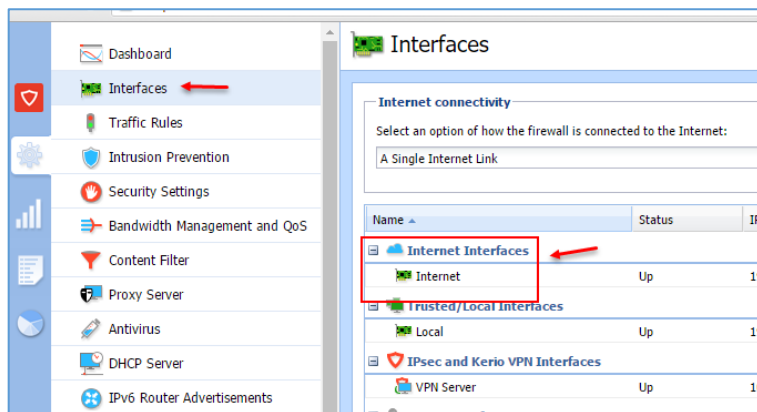 Dashboard
Interfaces
Traffic Rules
Intrusion Prevention
Security Settings
Bandwidth Management and QoS
Content Filter
Proxy Server
Antivirus
DHCP Server
IPv6 Router Advertisements
Interfaces
Internet connectivity
Select an option of how the firewall is connected to the Internet:
A Single Internet Link
Name Status
Internet Interfaces
Internet Up
Trusted/Local Interfaces
Local Up
IPsec and Kerio VPN Interfaces
VPN Server Up